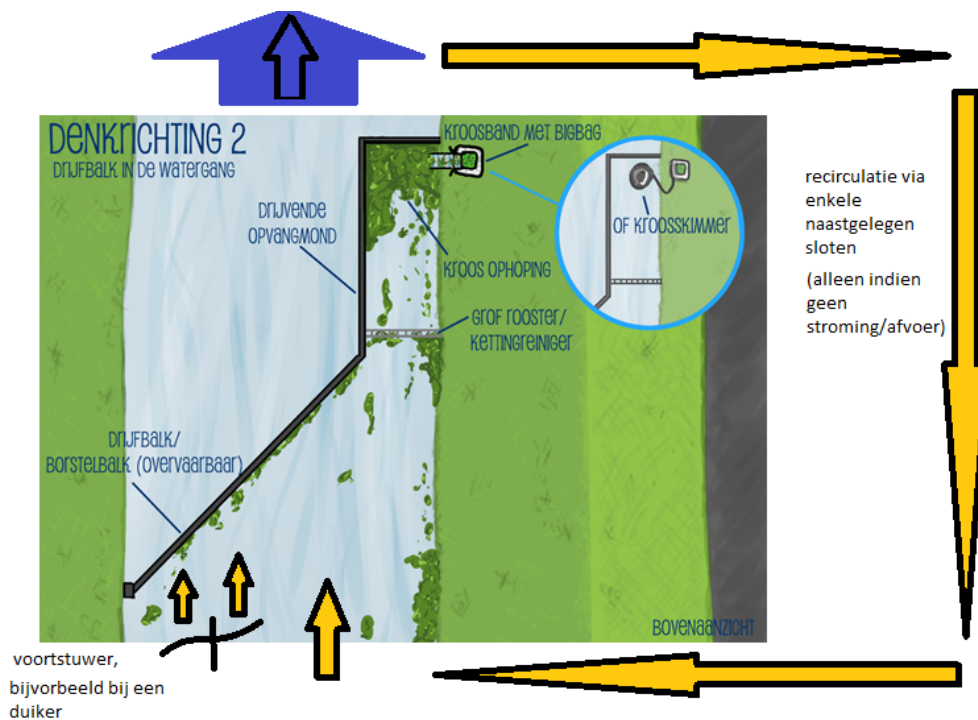 DENKRICHTING 2
DRIJFBALK IN DE WATERGANG
KROOSBAND MET BIGBAG
DRIJVENDE
OPVANGMOND
OF KROOSSKIMMER
KROOS OPHOPING
GROF ROOSTER/
KETTINGREINIGER
DRIJFBALK/
BORSTELBALK (OVERVAARBAAR)
BOVENAANZICHT
recirculatie via
enkele
naastgelegen
sloten
(alleen indien
geen
stroming/afvoer)
voortstuwer,
bijvorbeeld bij een
duiker